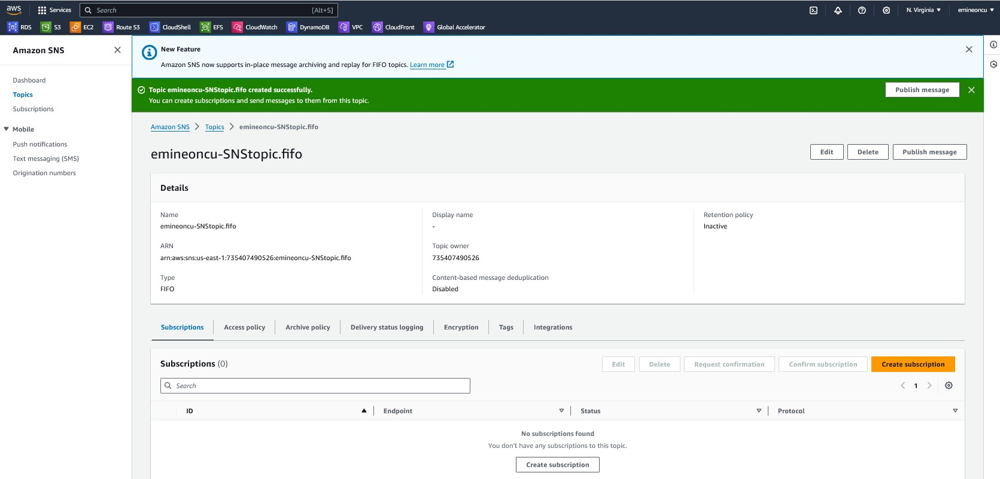 aws Services Search [Alt+S] N. Virginia emineoncu
RDS S3 EC2 Route 53 CloudShell EFS CloudWatch DynamoDB VPC CloudFront Global Accelerator
Amazon SNS
Dashboard
Topics
Subscriptions
Mobile
Push notifications
Text messaging (SMS)
Origination numbers
New Feature
Amazon SNS now supports in-place message archiving and replay for FIFO topics. Learn more
Topic emineoncu-SNStopic.fifo created successfully.
You can create subscriptions and send messages to them from this topic.
Publish message
Amazon SNS Topics emineoncu-SNStopic.fifo
emineoncu-SNStopic.fifo
Edit Delete Publish message
Details
Name
emineoncu-SNStopic.fifo
ARN
arn:aws:sns:us-east-1:735407490526:emineoncu-SNStopic.fifo
Type
FIFO
Display name
-
Topic owner
735407490526
Content-based message deduplication
Disabled
Retention policy
Inactive
Subscriptions Access policy Archive policy Delivery status logging Encryption Tags Integrations
Subscriptions (0)
Edit Delete Request confirmation Confirm subscription Create subscription
Search
1
ID Endpoint Status Protocol
No subscriptions found
You don't have any subscriptions to this topic.
Create subscription